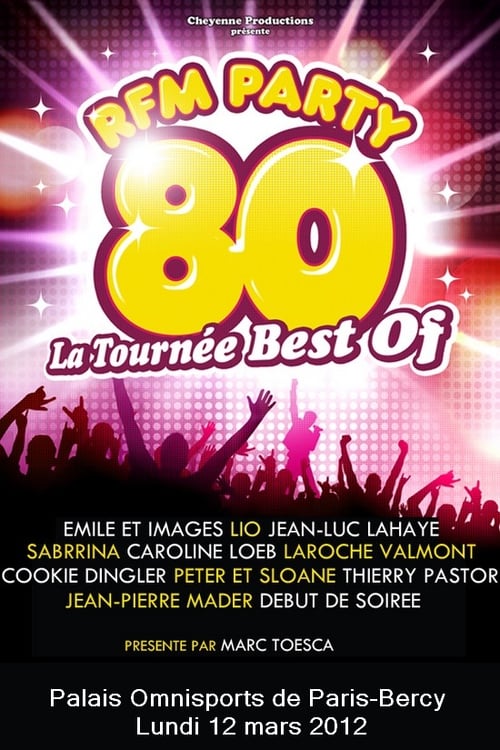 Cheyenne Productions
présente
RFM PARTY
80
La Tournée Best Of
EMILE ET IMAGES LIO JEAN-LUC LAHAYE
SABRRINA CAROLINE LOEB LAROCHE VALMONT
COOKIE DINGLER PETER ET SLOANE THIERRY PASTOR
JEAN-PIERRE MADER DEBUT DE SOIREE
PRESENTE PAR MARC TOESCA
Palais Omnisports de Paris-Bercy
Lundi 12 mars 2012